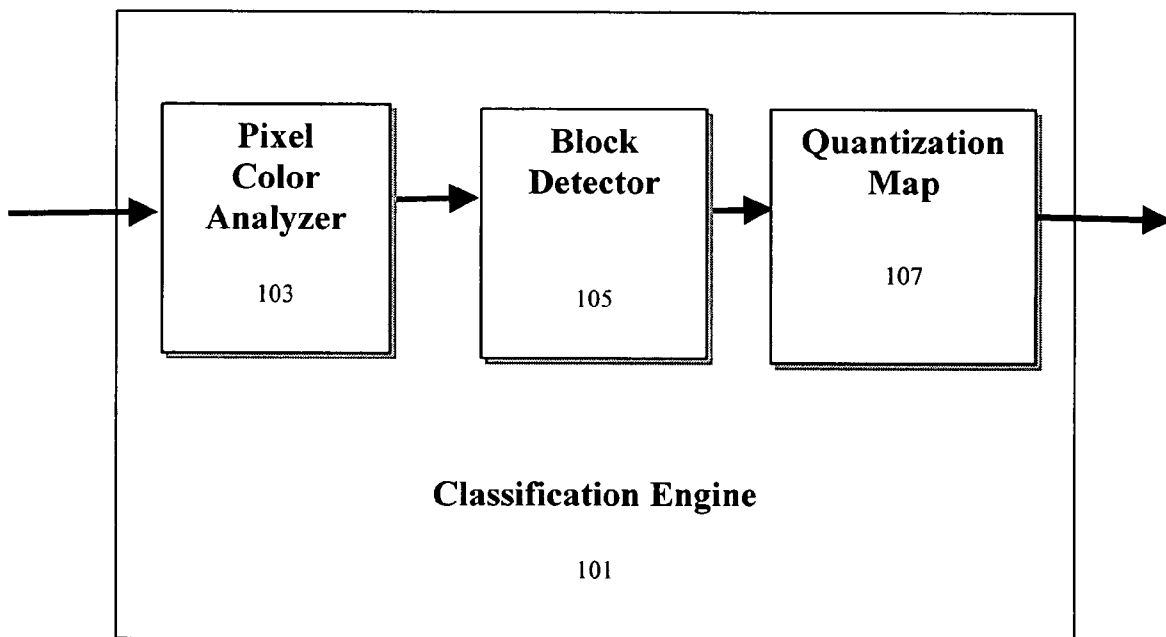 Pixel
Color
Analyzer
103
Block
Detector
105
Quantization
Map
107
Classification Engine
101